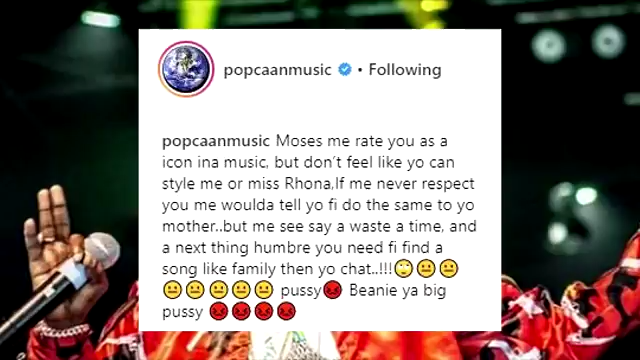 popcaanmusic • Following
popcaanmusic Moses me rate you as a
icon ina music, but don't feel like yo can
style me or miss Rhona,If me never respect
you me woulda tell yo fi do the same to yo
mother..but me see say a waste a time, and
a next thing humbre you need fi find a
song like family then yo chat..!!!🙄😐😐
😐😐😐😐😐 pussy😡 Beanie ya big
pussy 😡😡😡😡